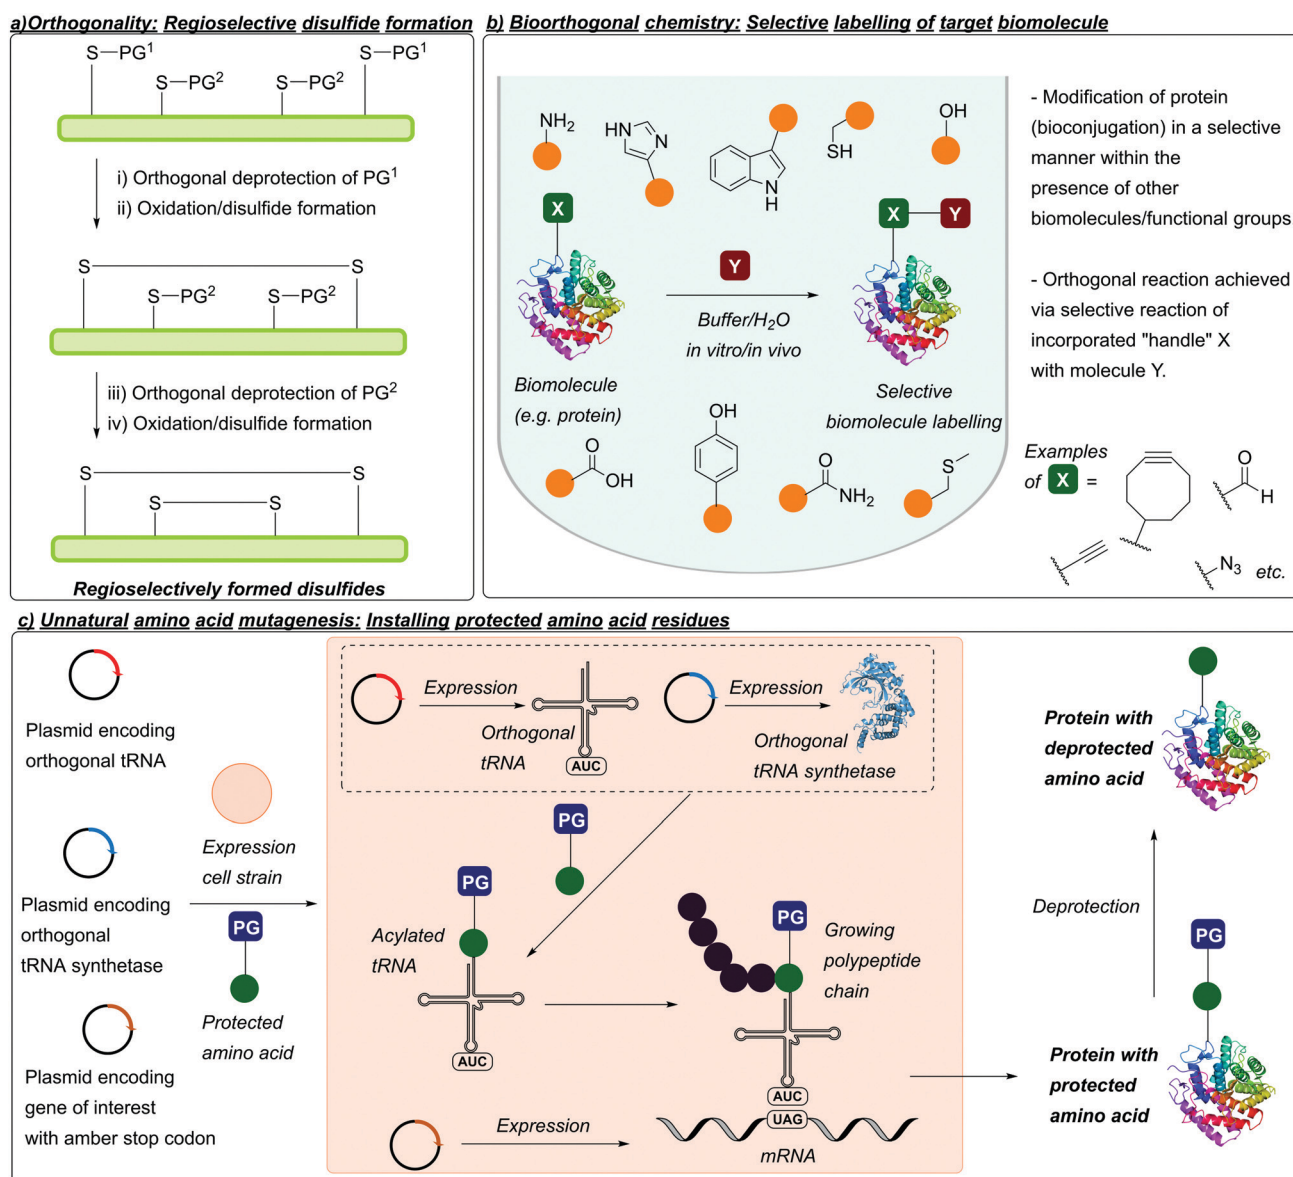 a)Orthogonality: Regioselective disulfide formation
S—PG¹
S—PG¹
S—PG²
S—PG²
i) Orthogonal deprotection of PG¹
ii) Oxidation/disulfide formation
S
S
S—PG²
S—PG²
iii) Orthogonal deprotection of PG²
iv) Oxidation/disulfide formation
S
S
S
S
Regioselectively formed disulfides
b) Bioorthogonal chemistry: Selective labelling of target biomolecule
NH₂
HN
N
N
H
SH
OH
X
X
Y
Y
Buffer/H₂O
in vitro/in vivo
Biomolecule
(e.g. protein)
Selective
biomolecule labelling
O
OH
OH
O
NH₂
S
- Modification of protein
(bioconjugation) in a selective
manner within the
presence of other
biomolecules/functional groups
- Orthogonal reaction achieved
via selective reaction of
incorporated "handle" X
with molecule Y.
Examples
of X =
O
H
N₃
etc.
c) Unnatural amino acid mutagenesis: Installing protected amino acid residues
Plasmid encoding
orthogonal tRNA
Plasmid encoding
orthogonal
tRNA synthetase
Plasmid encoding
gene of interest
with amber stop codon
Expression
cell strain
PG
Protected
amino acid
Expression
Orthogonal
tRNA
AUC
Expression
Orthogonal
tRNA synthetase
PG
PG
Acylated
tRNA
AUC
PG
Growing
polypeptide
chain
AUC
UAG
Expression
mRNA
Protein with
deprotected
amino acid
Deprotection
PG
Protein with
protected
amino acid